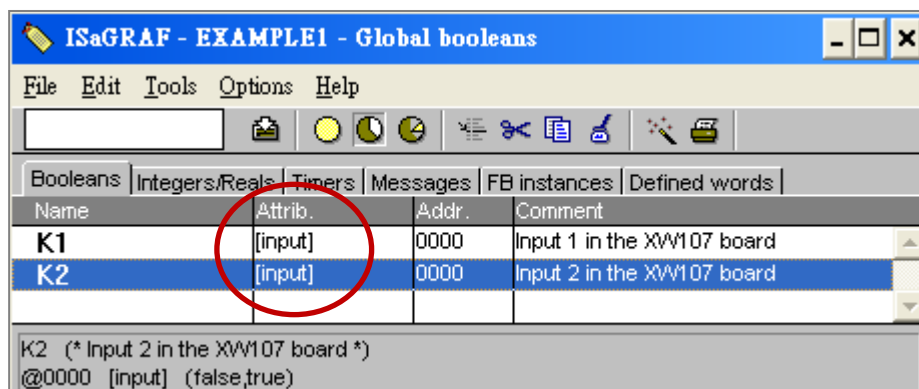 ISaGRAF - EXAMPLE1 - Global booleans
File Edit Tools Options Help
Booleans Integers/Reals Timers Messages FB instances Defined words
Name Attrib. Addr. Comment
K1 [input] 0000 Input 1 in the XW107 board
K2 [input] 0000 Input 2 in the XW107 board
K2 (* Input 2 in the XW107 board *)
@0000 [input] (false,true)